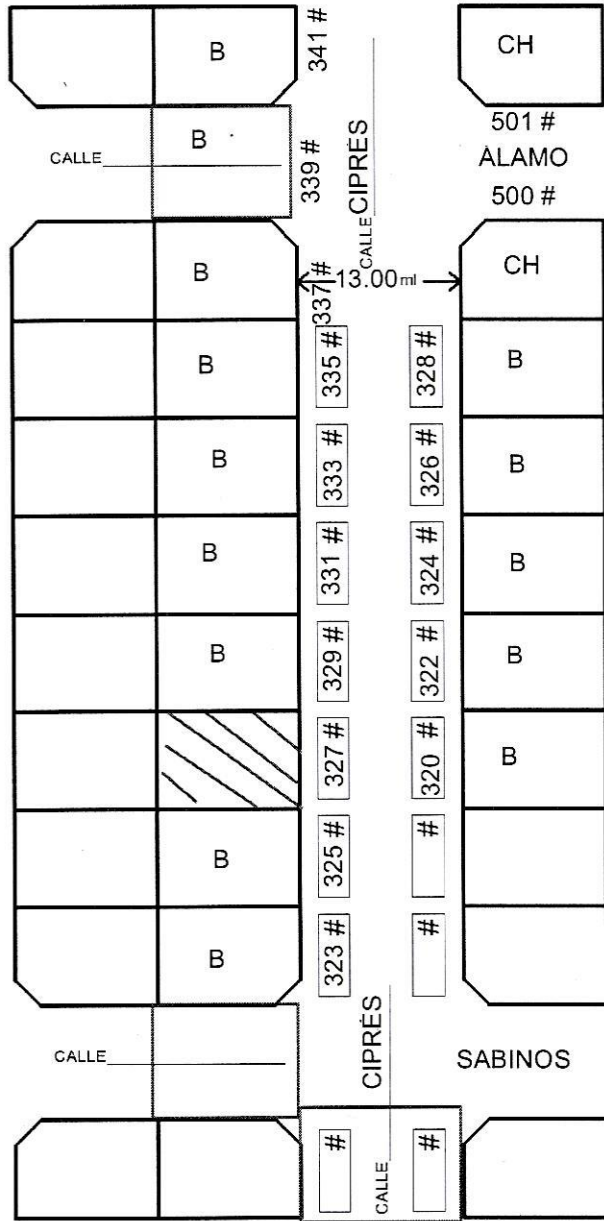 B
341 #
CH
B
339 #
CALLE
CALLE CIPRÉS
501 #
ÁLAMO
500 #
B
337 #
13.00 ml
CH
B
335 #
328 #
B
B
333 #
326 #
B
B
331 #
324 #
B
B
329 #
322 #
B
327 #
320 #
B
B
325 #
#
B
323 #
#
CALLE
CALLE CIPRÉS
SABINOS
#
#